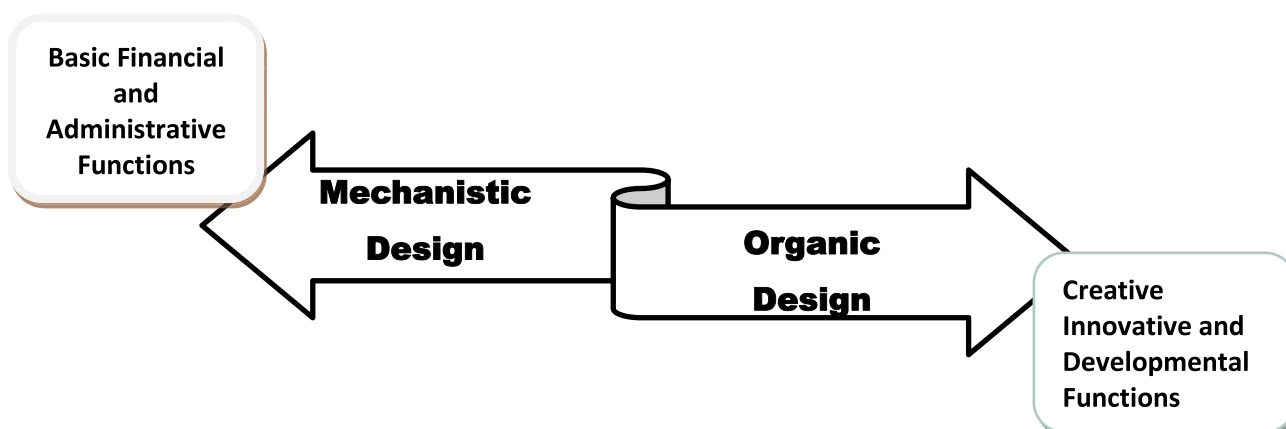 Basic Financial
and
Administrative
Functions
Mechanistic
Design
Organic
Design
Creative
Innovative and
Developmental
Functions